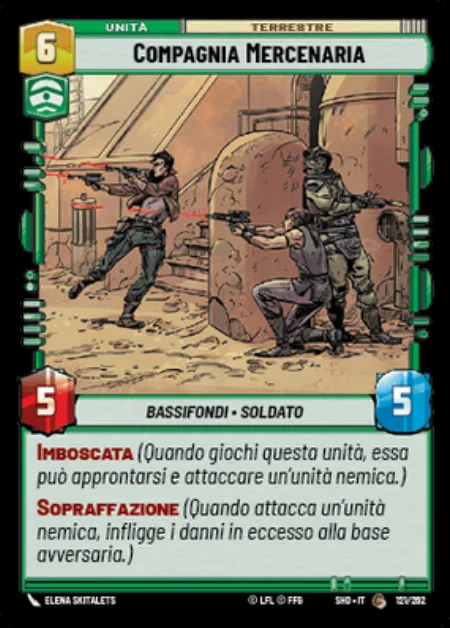 UNITÀ
TERRESTRE
6
COMPAGNIA MERCENARIA
5
5
BASSIFONDI • SOLDATO
IMBOSCATA (Quando giochi questa unità, essa
può approntarsi e attaccare un'unità nemica.)
SOPRAFFAZIONE (Quando attacca un'unità
nemica, infligge i danni in eccesso alla base
avversaria.)
ELENA SKITALETS
© LFL © FFG
SHD • IT
C
121/262